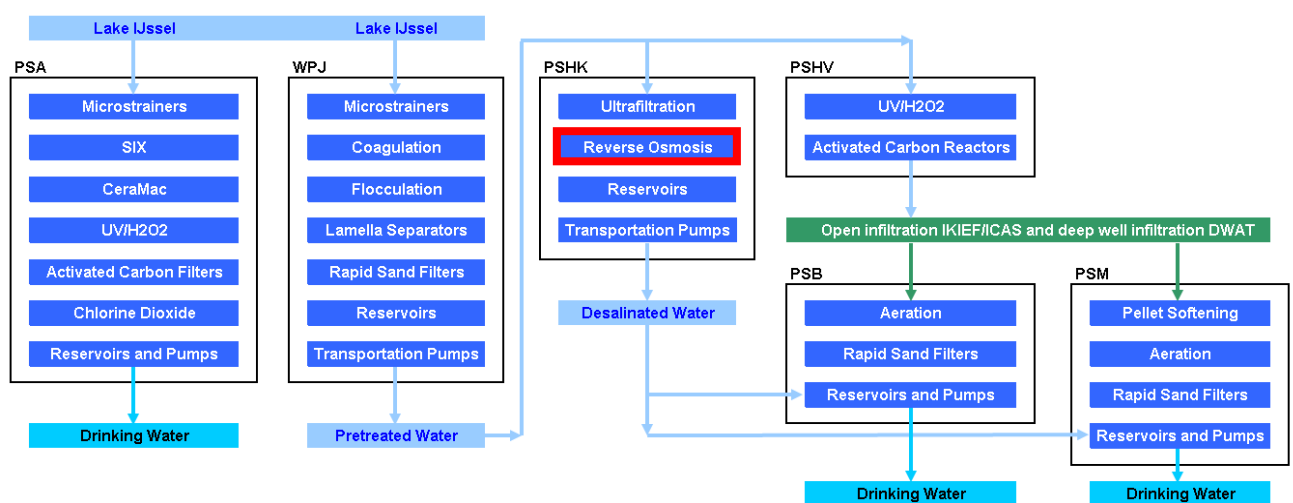 Lake IJssel
Lake IJssel
PSA
Microstrainers
SIX
CeraMac
UV/H2O2
Activated Carbon Filters
Chlorine Dioxide
Reservoirs and Pumps
Drinking Water
WPJ
Microstrainers
Coagulation
Flocculation
Lamella Separators
Rapid Sand Filters
Reservoirs
Transportation Pumps
Pretreated Water
PSHK
Ultrafiltration
Reverse Osmosis
Reservoirs
Transportation Pumps
Desalinated Water
PSHV
UV/H2O2
Activated Carbon Reactors
Open infiltration IKIEF/ICAS and deep well infiltration DWAT
PSB
Aeration
Rapid Sand Filters
Reservoirs and Pumps
Drinking Water
PSM
Pellet Softening
Aeration
Rapid Sand Filters
Reservoirs and Pumps
Drinking Water